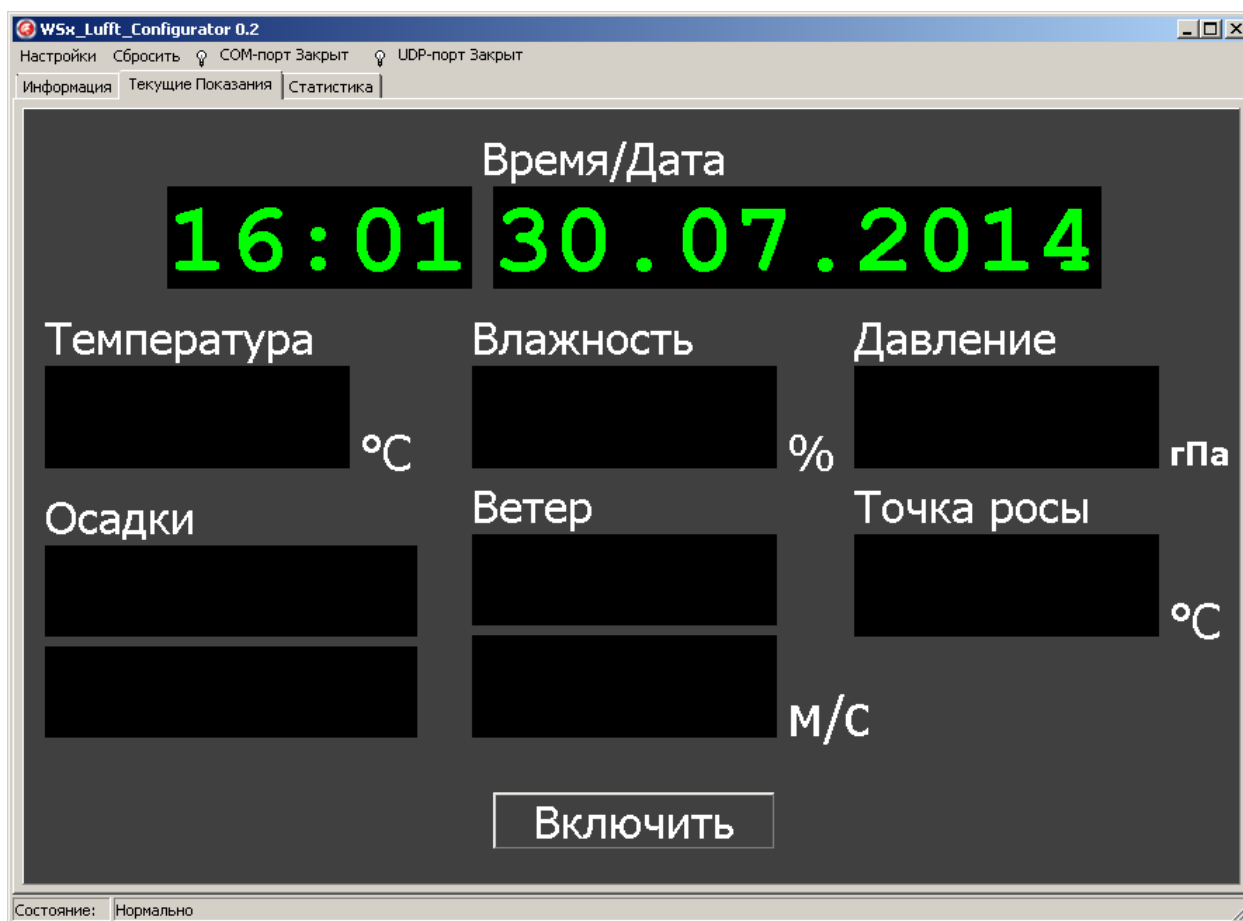 WSx_Lufft_Configurator 0.2
Настройки Сбросить COM-порт Закрыт UDP-порт Закрыт
Информация Текущие Показания Статистика
Время/Дата
16:01 30.07.2014
Температура Влажность Давление
°C % гПа
Осадки Ветер Точка росы
°C
м/с
Включить
Состояние: Нормально